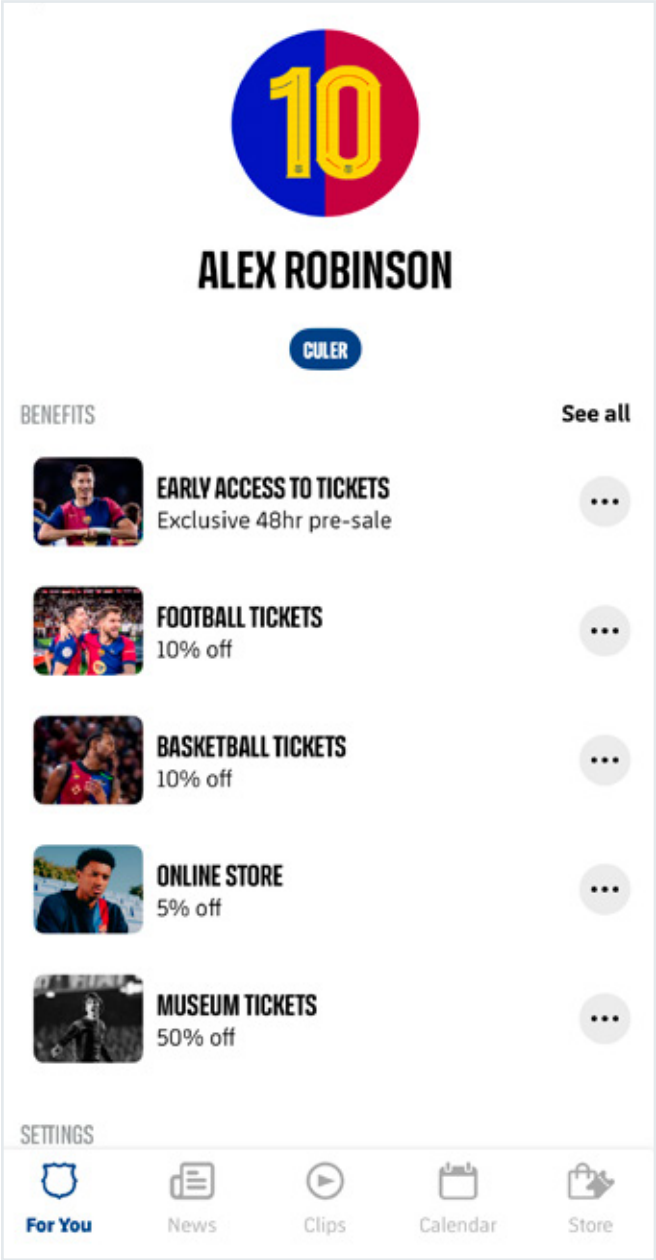 10
ALEX ROBINSON
CULER
BENEFITS
See all
EARLY ACCESS TO TICKETS
Exclusive 48hr pre-sale
FOOTBALL TICKETS
10% off
BASKETBALL TICKETS
10% off
ONLINE STORE
5% off
MUSEUM TICKETS
50% off
SETTINGS
For You
News
Clips
Calendar
Store